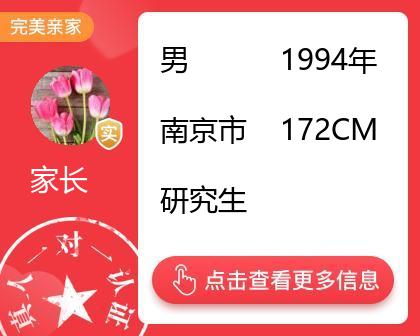 完美亲家
实
家长
真人一对一认证
男 1994年
南京市 172CM
研究生
点击查看更多信息